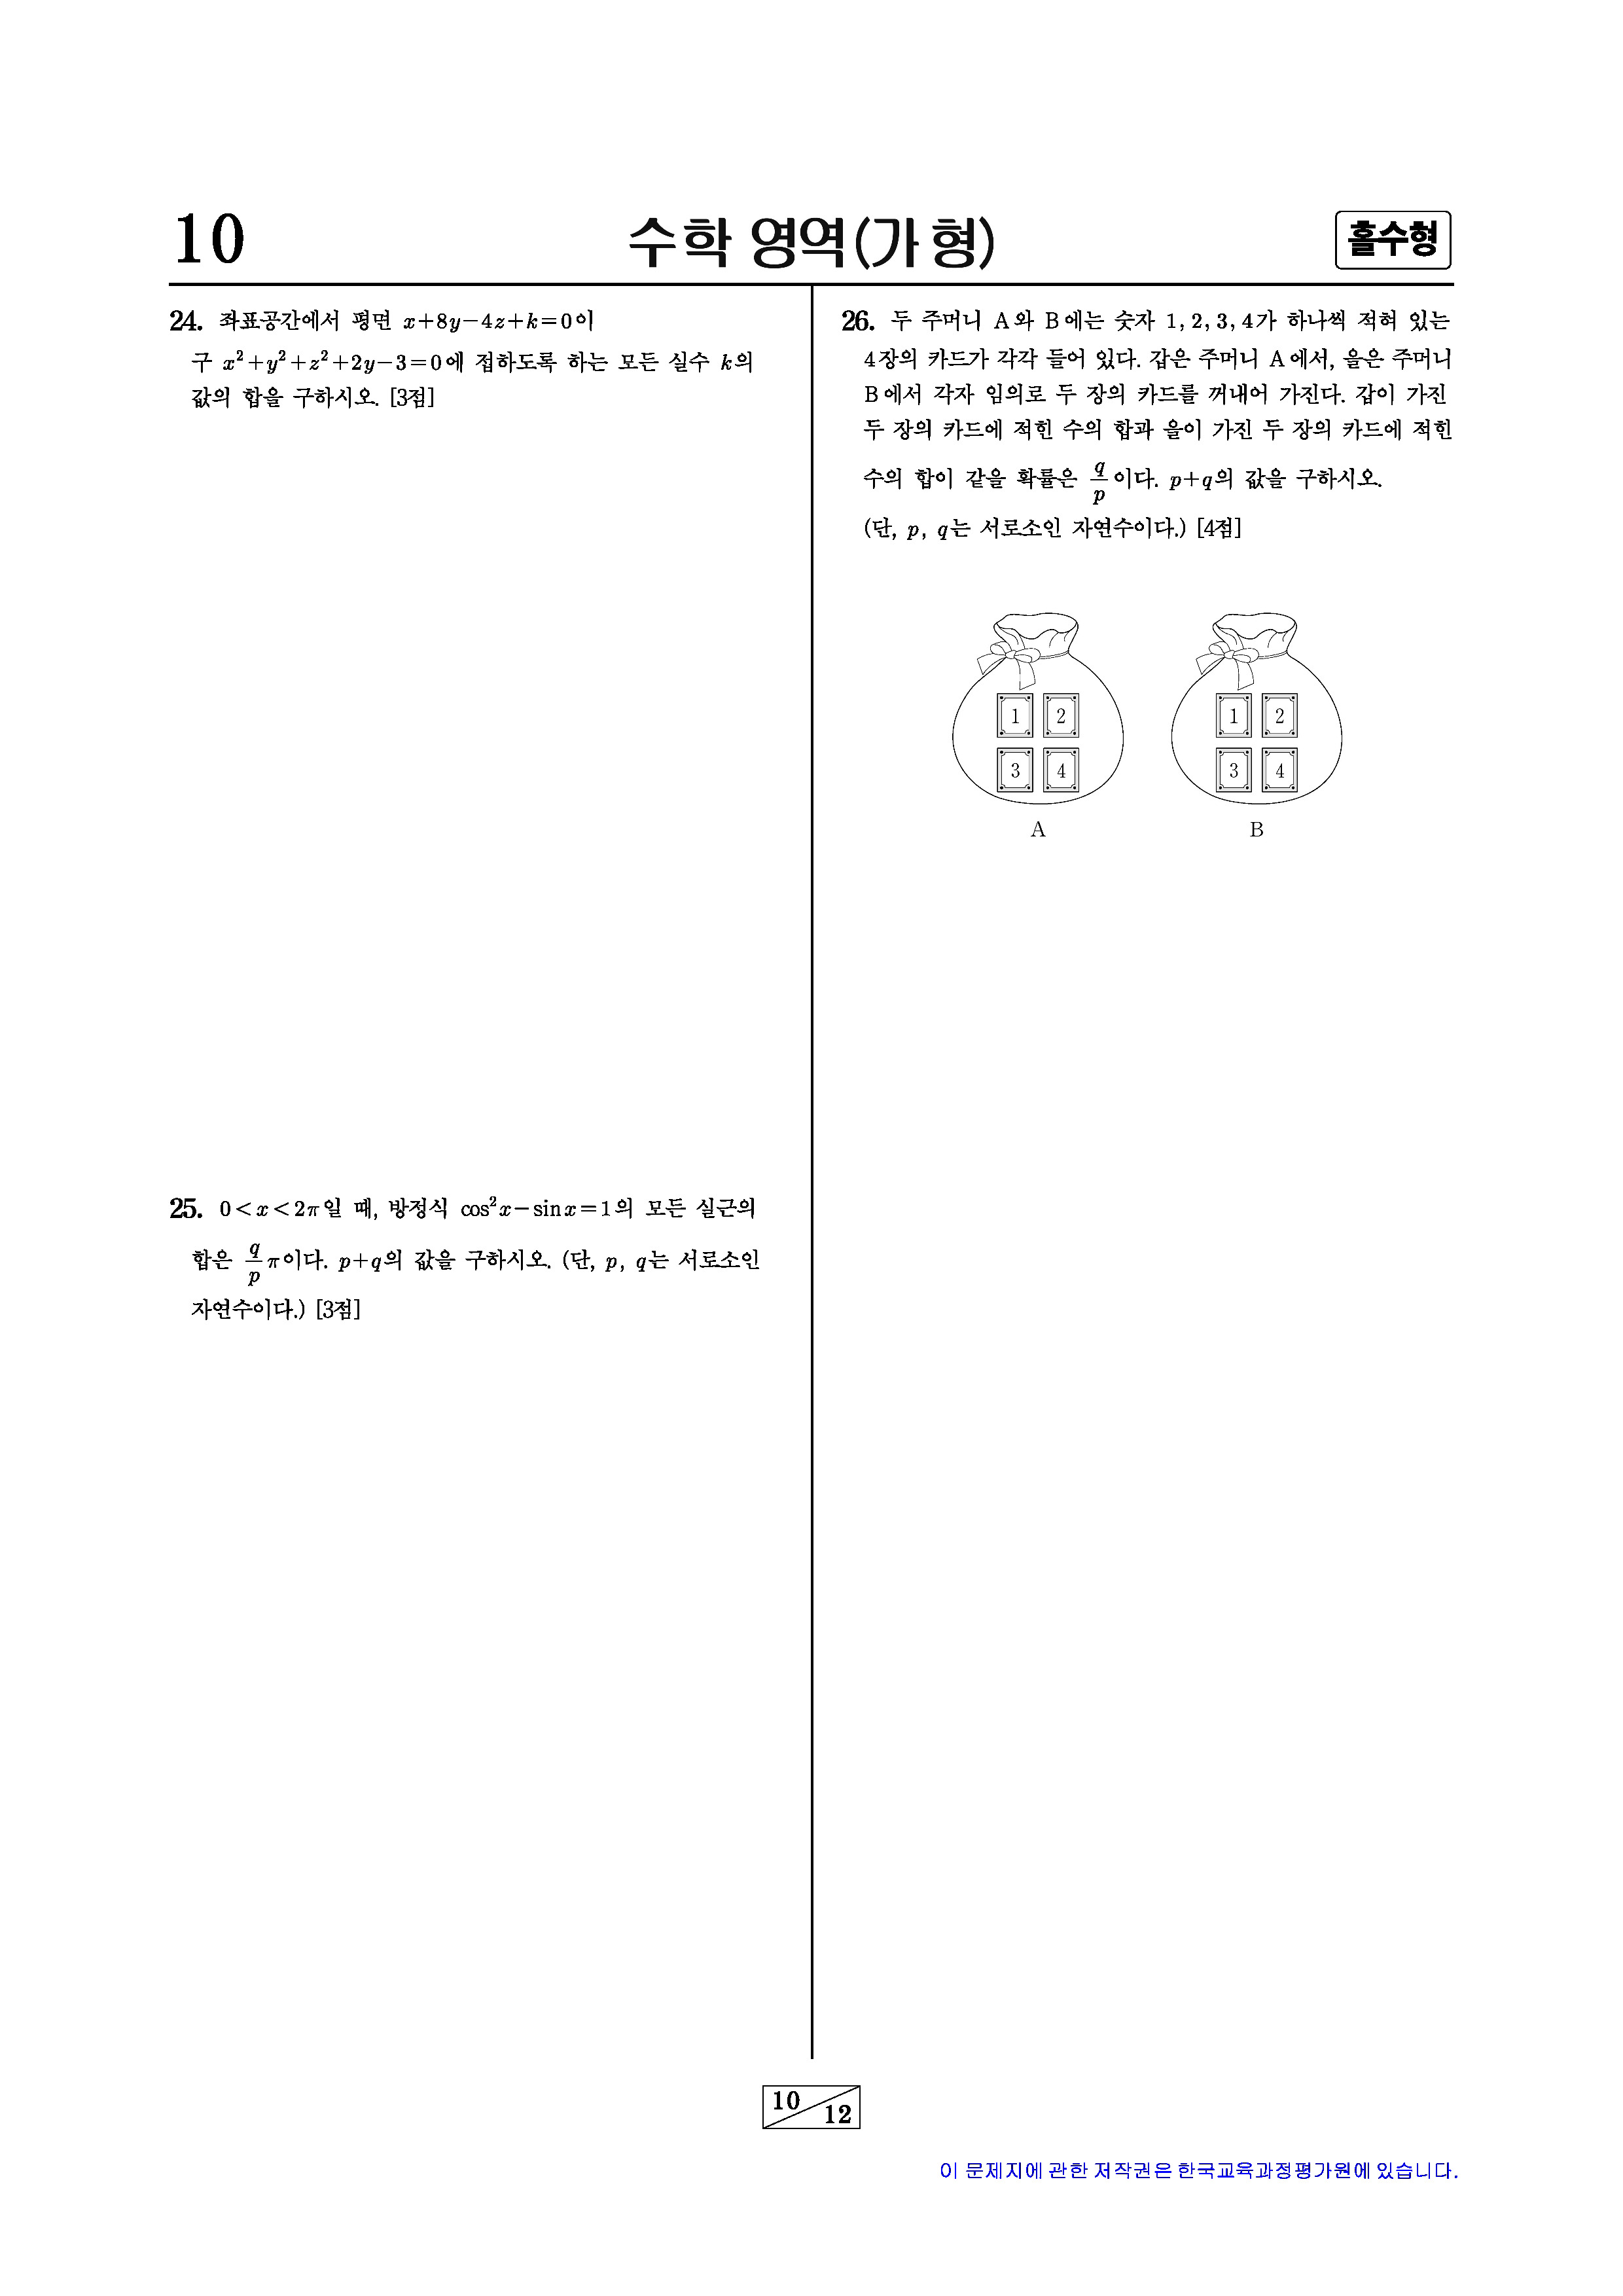 10
수학 영역(가 형)
홀수형
24. 좌표공간에서 평면 x+8y−4z+k=0이
구 x²+y²+z²+2y−3=0에 접하도록 하는 모든 실수 k의
값의 합을 구하시오. [3점]
25. 0<x<2π일 때, 방정식 cos²x−sinx=1의 모든 실근의
합은 q/p π이다. p+q의 값을 구하시오. (단, p, q는 서로소인
자연수이다.) [3점]
26. 두 주머니 A와 B에는 숫자 1, 2, 3, 4가 하나씩 적혀 있는
4장의 카드가 각각 들어 있다. 갑은 주머니 A에서, 을은 주머니
B에서 각자 임의로 두 장의 카드를 꺼내어 가진다. 갑이 가진
두 장의 카드에 적힌 수의 합과 을이 가진 두 장의 카드에 적힌
수의 합이 같을 확률은 q/p이다. p+q의 값을 구하시오.
(단, p, q는 서로소인 자연수이다.) [4점]
1 2
3 4
A
1 2
3 4
B
10
12
이 문제지에 관한 저작권은 한국교육과정평가원에 있습니다.